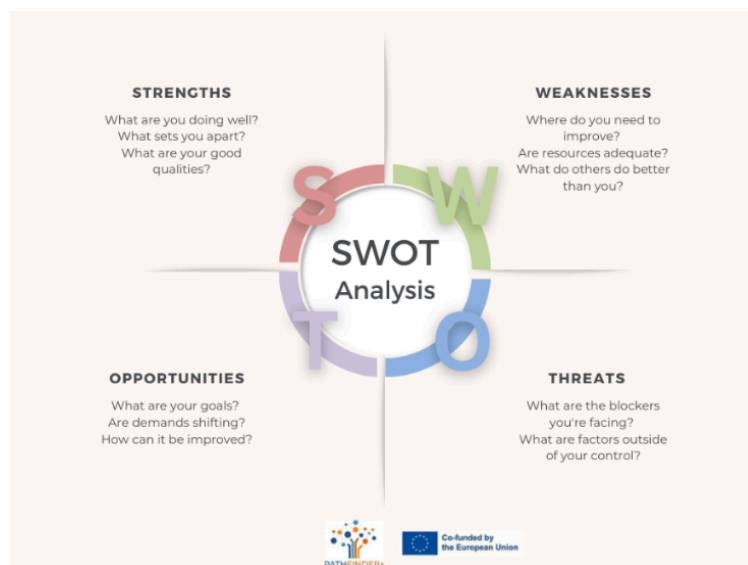 STRENGTHS
What are you doing well?
What sets you apart?
What are your good
qualities?
WEAKNESSES
Where do you need to
improve?
Are resources adequate?
What do others do better
than you?
S
W
SWOT
Analysis
T
O
OPPORTUNITIES
What are your goals?
Are demands shifting?
How can it be improved?
THREATS
What are the blockers
you're facing?
What are factors outside
of your control?
PATHFINDER+
Co-funded by
the European Union